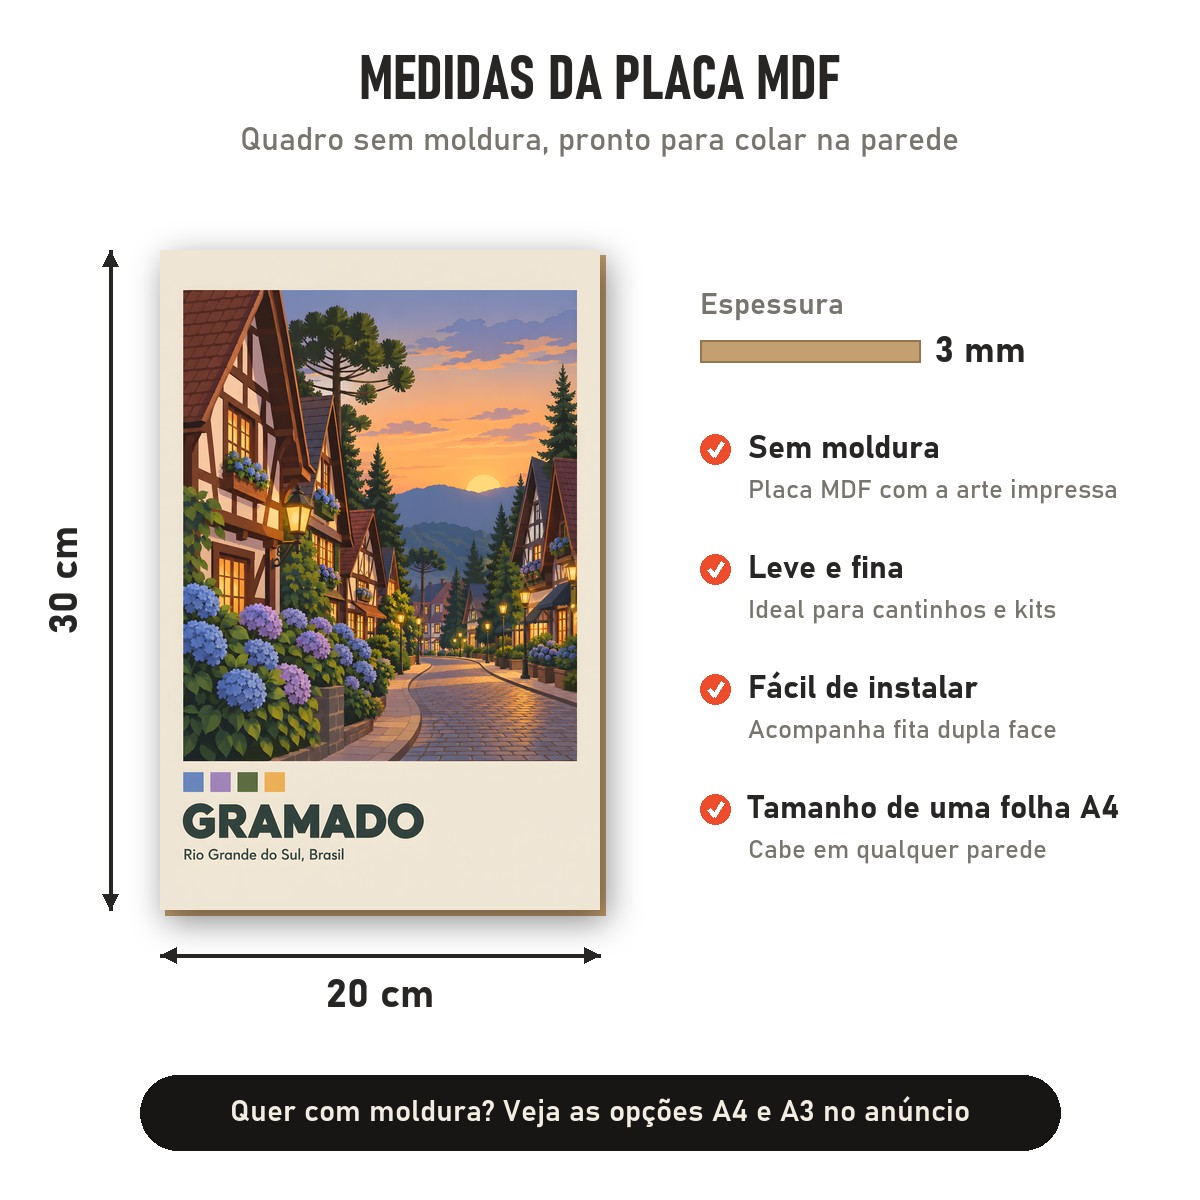 MEDIDAS DA PLACA MDF
Quadro sem moldura, pronto para colar na parede
30 cm
GRAMADO
Rio Grande do Sul, Brasil
20 cm
Espessura
3 mm
Sem moldura
Placa MDF com a arte impressa
Leve e fina
Ideal para cantinhos e kits
Fácil de instalar
Acompanha fita dupla face
Tamanho de uma folha A4
Cabe em qualquer parede
Quer com moldura? Veja as opções A4 e A3 no anúncio